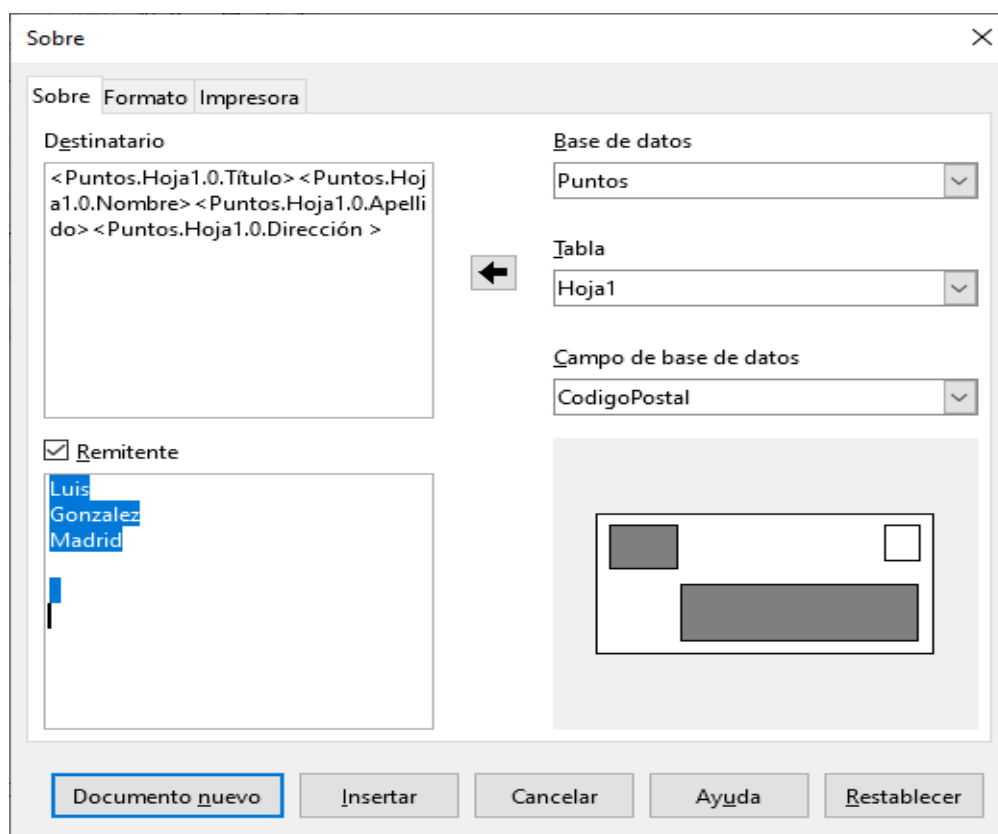 Sobre
Sobre Formato Impresora
Destinatario
<Puntos.Hoja1.0.Título><Puntos.Hoj
a1.0.Nombre><Puntos.Hoja1.0.Apelli
do><Puntos.Hoja1.0.Dirección >
Base de datos
Puntos
Tabla
Hoja1
Campo de base de datos
CodigoPostal
Remitente
Luis
Gonzalez
Madrid
Documento nuevo Insertar Cancelar Ayuda Restablecer